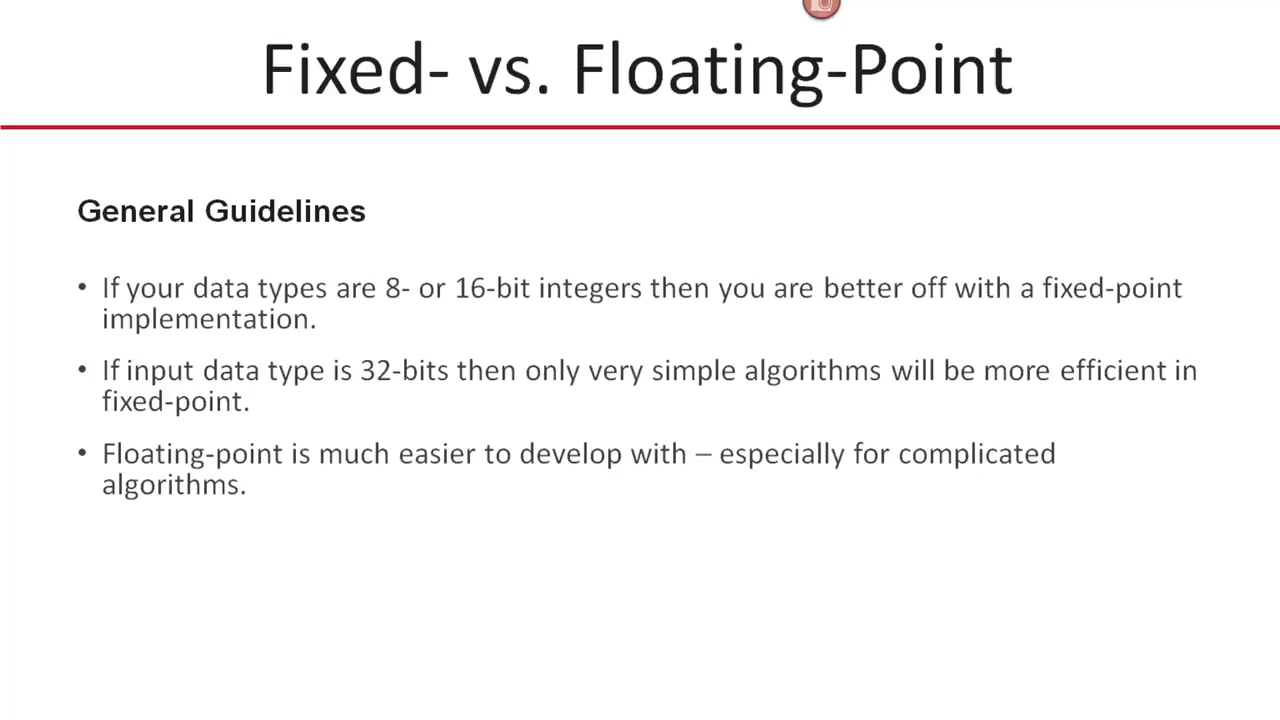 Fixed- vs. Floating-Point
General Guidelines
• If your data types are 8- or 16-bit integers then you are better off with a fixed-point
implementation.
• If input data type is 32-bits then only very simple algorithms will be more efficient in
fixed-point.
• Floating-point is much easier to develop with – especially for complicated
algorithms.